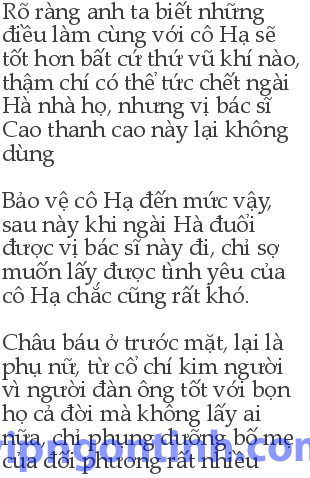 Rõ ràng anh ta biết những
điều làm cùng với cô Hạ sẽ
tốt hơn bất cứ thứ vũ khí nào,
thậm chí có thể tức chết ngài
Hà nhà họ, nhưng vị bác sĩ
Cao thanh cao này lại không
dùng
Bảo vệ cô Hạ đến mức vậy,
sau này khi ngài Hà đuổi
được vị bác sĩ này đi, chỉ sợ
muốn lấy được tình yêu của
cô Hạ chắc cũng rất khó.
Châu báu ở trước mặt, lại là
phụ nữ, từ cổ chí kim người
vì người đàn ông tốt với bọn
họ cả đời mà không lấy ai
nữa, chỉ phụng dưỡng bố mẹ
của đối phương rất nhiều
vipngontinh.com